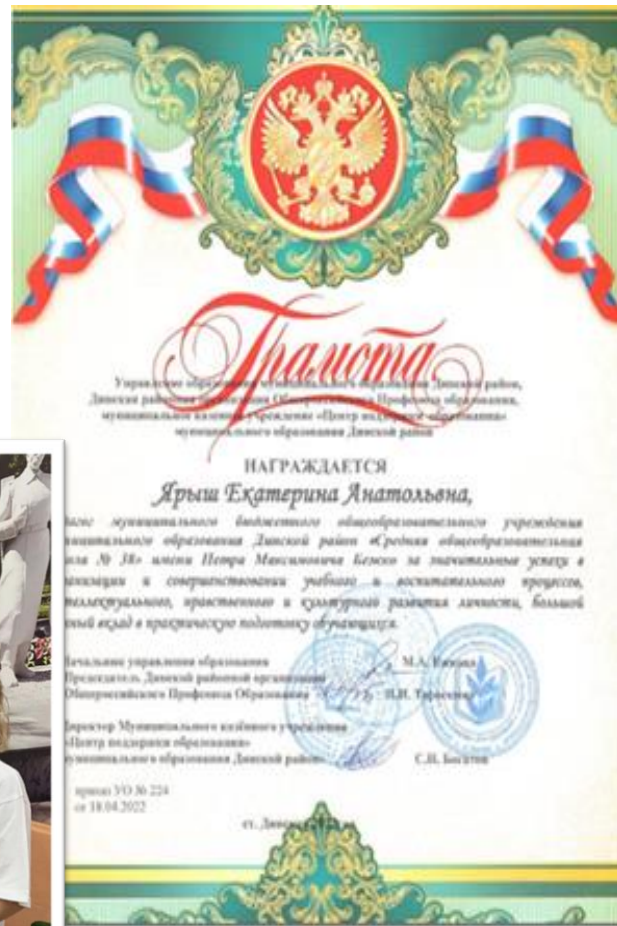 Грамота
Управление образования муниципального образования Динской район,
Динская районная организация Общероссийского Профсоюза образования,
муниципальное казенное учреждение «Центр поддержки образования»
муниципального образования Динской район
НАГРАЖДАЕТСЯ
Ярыш Екатерина Анатольевна,
муниципального бюджетного общеобразовательного учреждения
муниципального образования Динской район «Средняя общеобразовательная
№ 38» имени Петра Максимовича за значительные успехи в
и совершенствовании учебного и воспитательного процессов,
нравственного и культурного развития личности, большой
вклад в практическую подготовку обучающихся.
Начальник управления образования М.А.
Председатель Динской районной организации
Общероссийского Профсоюза Образования
Директор Муниципального казённого учреждения
«Центр поддержки образования»
муниципального образования Динской район С.Н.
приказ УО № 224
от 18.04.2022
ст. Динская